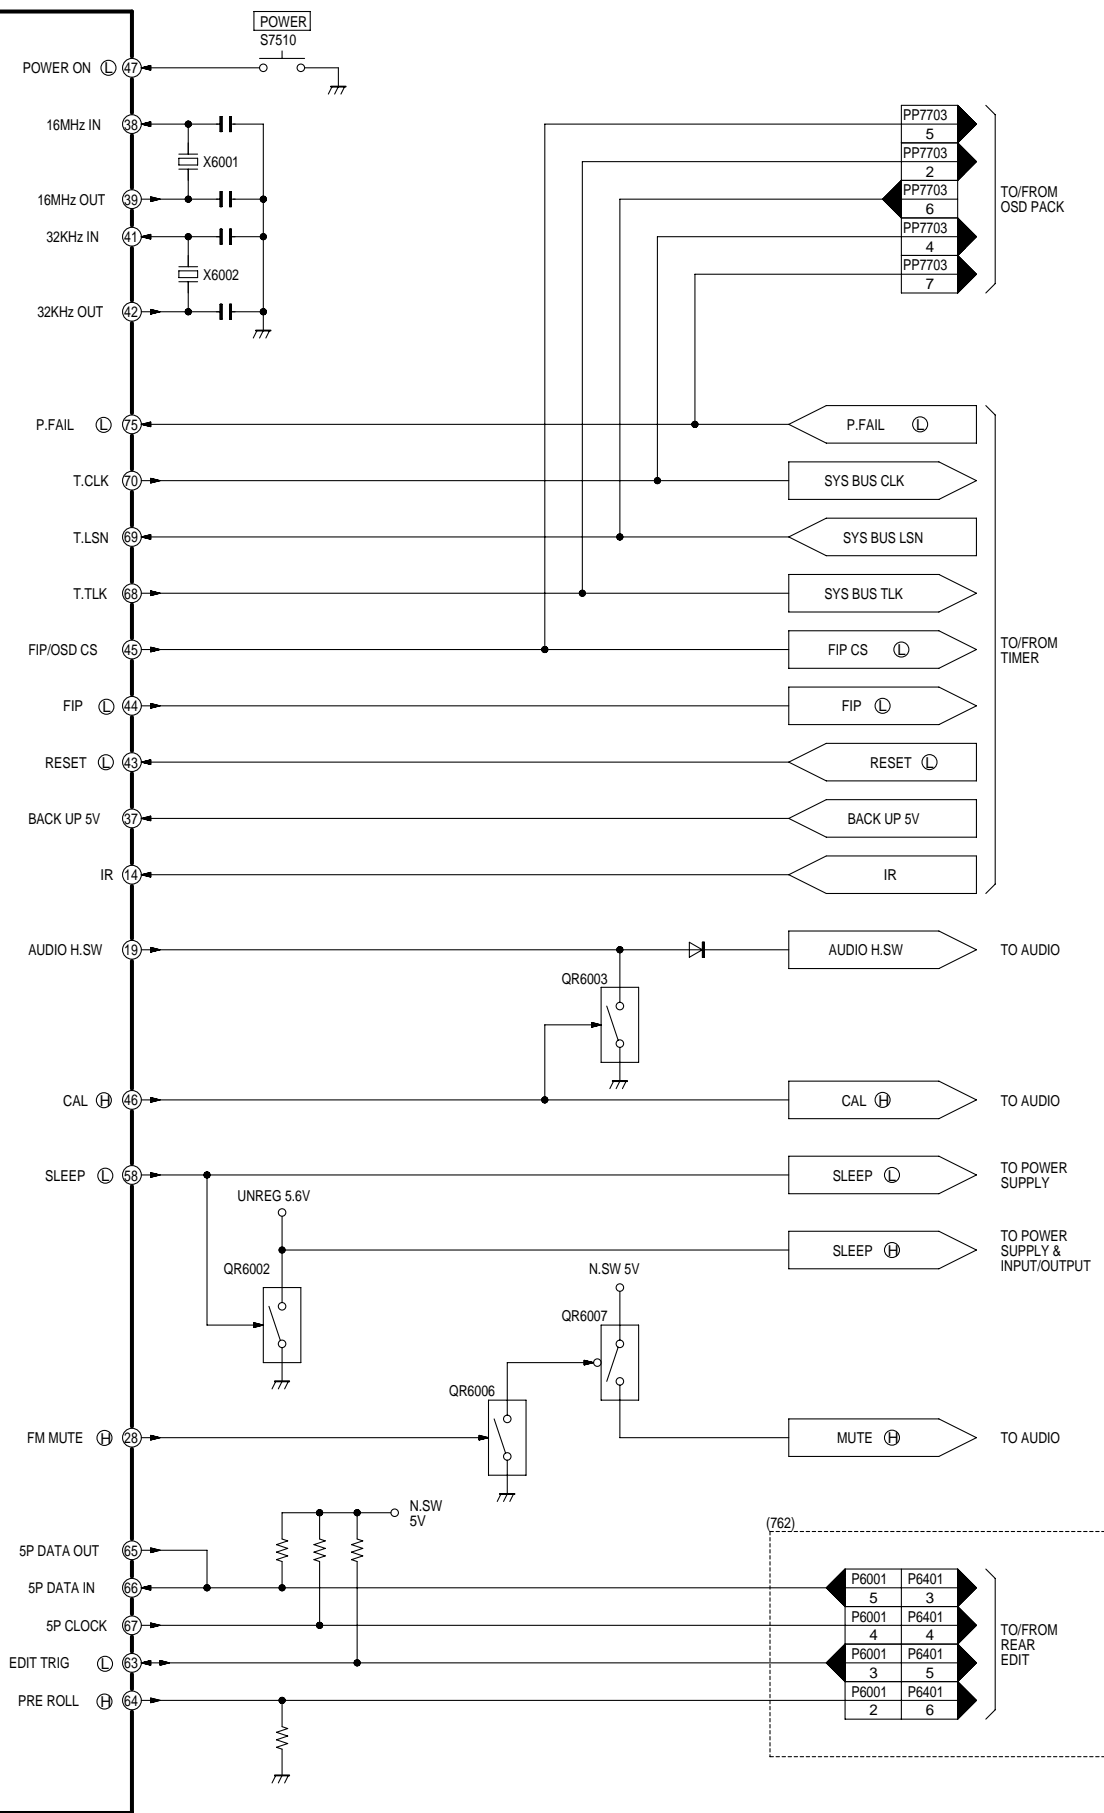 POWER
S7510
POWER ON Ⓛ 47
16MHz IN 38
X6001
16MHz OUT 39
32KHz IN 41
X6002
32KHz OUT 42
PP7703
5
PP7703
2
PP7703
6
PP7703
4
PP7703
7
TO/FROM
OSD PACK
P.FAIL Ⓛ 75
P.FAIL Ⓛ
T.CLK 70
SYS BUS CLK
T.LSN 69
SYS BUS LSN
T.TLK 68
SYS BUS TLK
FIP/OSD CS 45
FIP CS Ⓛ
TO/FROM
TIMER
FIP Ⓛ 44
FIP Ⓛ
RESET Ⓛ 43
RESET Ⓛ
BACK UP 5V 37
BACK UP 5V
IR 14
IR
AUDIO H.SW 19
AUDIO H.SW
TO AUDIO
QR6003
CAL Ⓗ 46
CAL Ⓗ
TO AUDIO
SLEEP Ⓛ 58
SLEEP Ⓛ
TO POWER
SUPPLY
UNREG 5.6V
SLEEP Ⓗ
TO POWER
SUPPLY &
INPUT/OUTPUT
QR6002
N.SW 5V
QR6007
QR6006
FM MUTE Ⓗ 28
MUTE Ⓗ
TO AUDIO
N.SW
5V
(762)
5P DATA OUT 65
5P DATA IN 66
5P CLOCK 67
EDIT TRIG Ⓛ 63
PRE ROLL Ⓗ 64
P6001 P6401
5 3
P6001 P6401
4 4
P6001 P6401
3 5
P6001 P6401
2 6
TO/FROM
REAR
EDIT